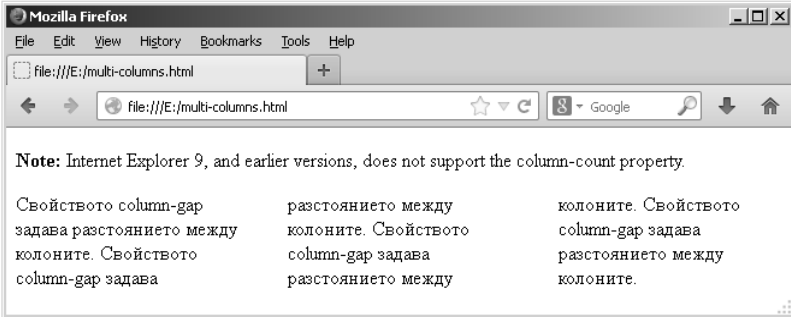 Mozilla Firefox
File Edit View History Bookmarks Tools Help
file:///E:/multi-columns.html
file:///E:/multi-columns.html
8 Google
Note: Internet Explorer 9, and earlier versions, does not support the column-count property.
Свойството column-gap
задава разстоянието между
колоните. Свойството
column-gap задава
разстоянието между
колоните. Свойството
column-gap задава
разстоянието между
колоните. Свойството
column-gap задава
разстоянието между
колоните.